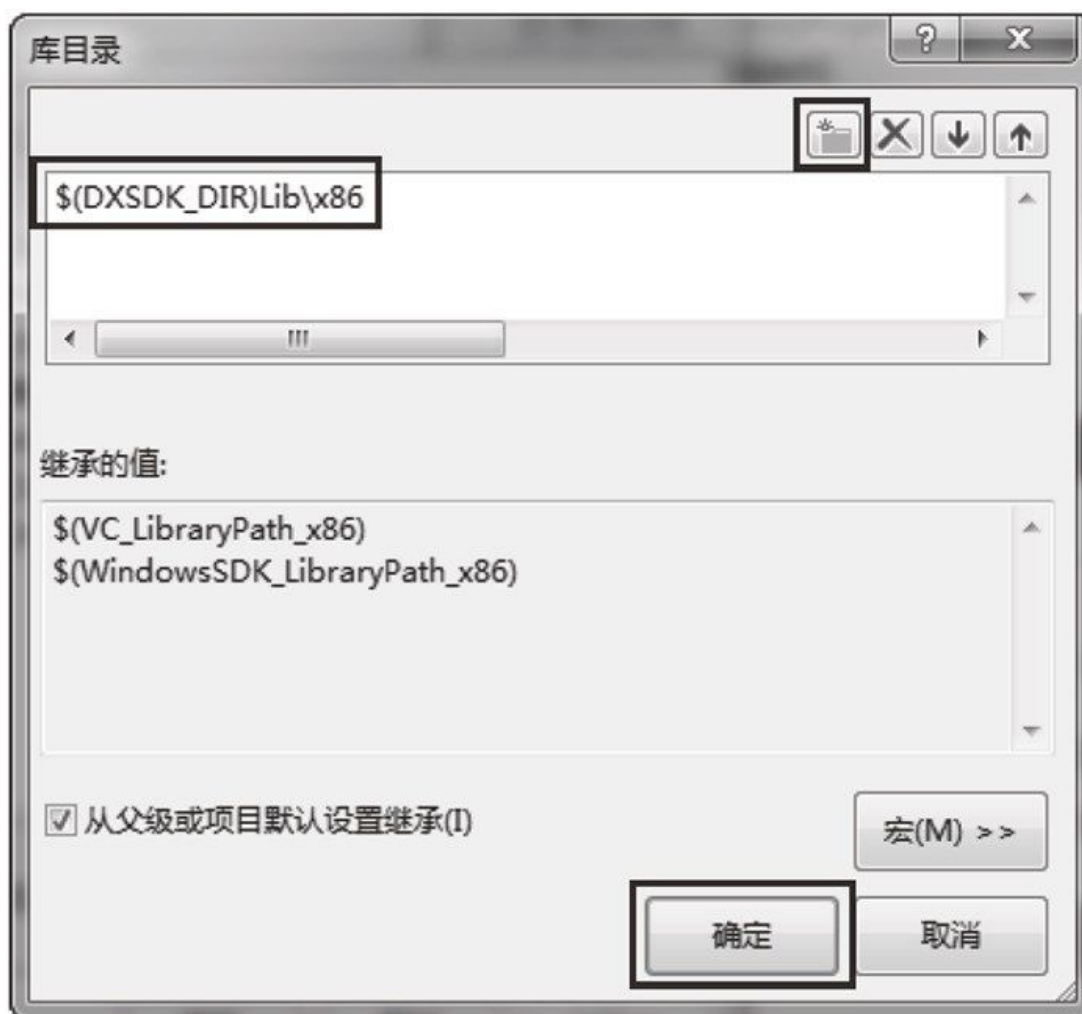 库目录
$(DXSDK_DIR)Lib\x86
继承的值:
$(VC_LibraryPath_x86)
$(WindowsSDK_LibraryPath_x86)
从父级或项目默认设置继承(I)
宏(M) >>
确定
取消